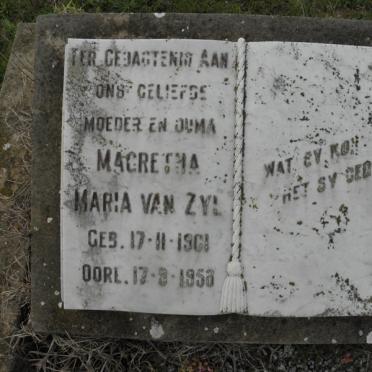 TER GEDAGTENIS AAN
ONS GELIEFDE
MOEDER EN OUMA
MAGRETHA
MARIA VAN ZYL
GEB. 17-11-1901
OORL. 17-9-1958
WAT SY KON
HET SY GED